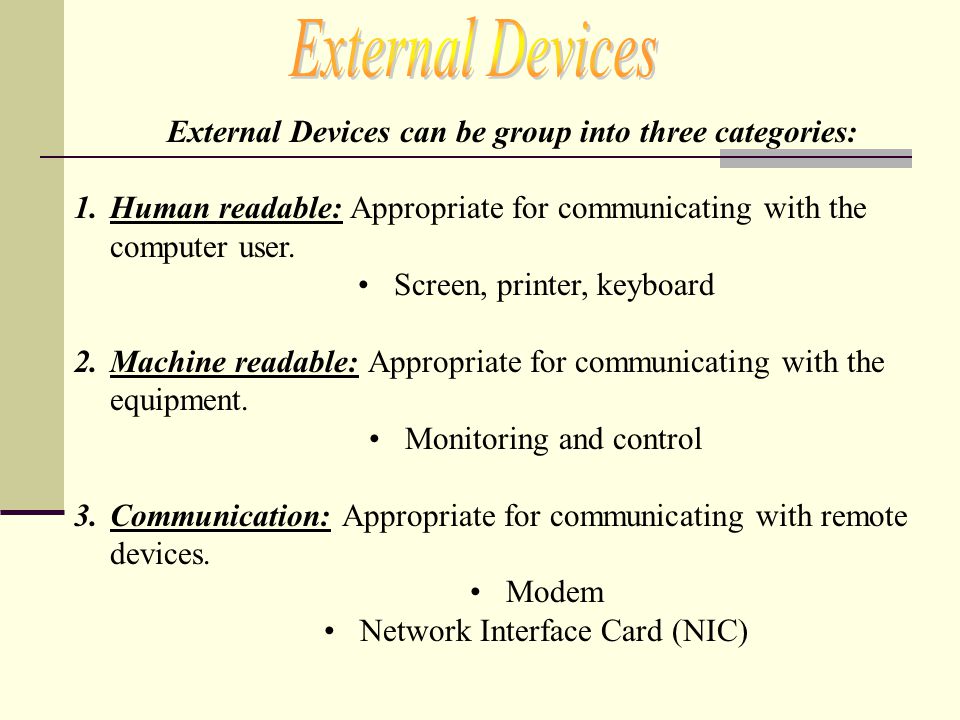 External Devices
External Devices can be group into three categories:
1. Human readable: Appropriate for communicating with the
computer user.
• Screen, printer, keyboard
2. Machine readable: Appropriate for communicating with the
equipment.
• Monitoring and control
3. Communication: Appropriate for communicating with remote
devices.
• Modem
• Network Interface Card (NIC)